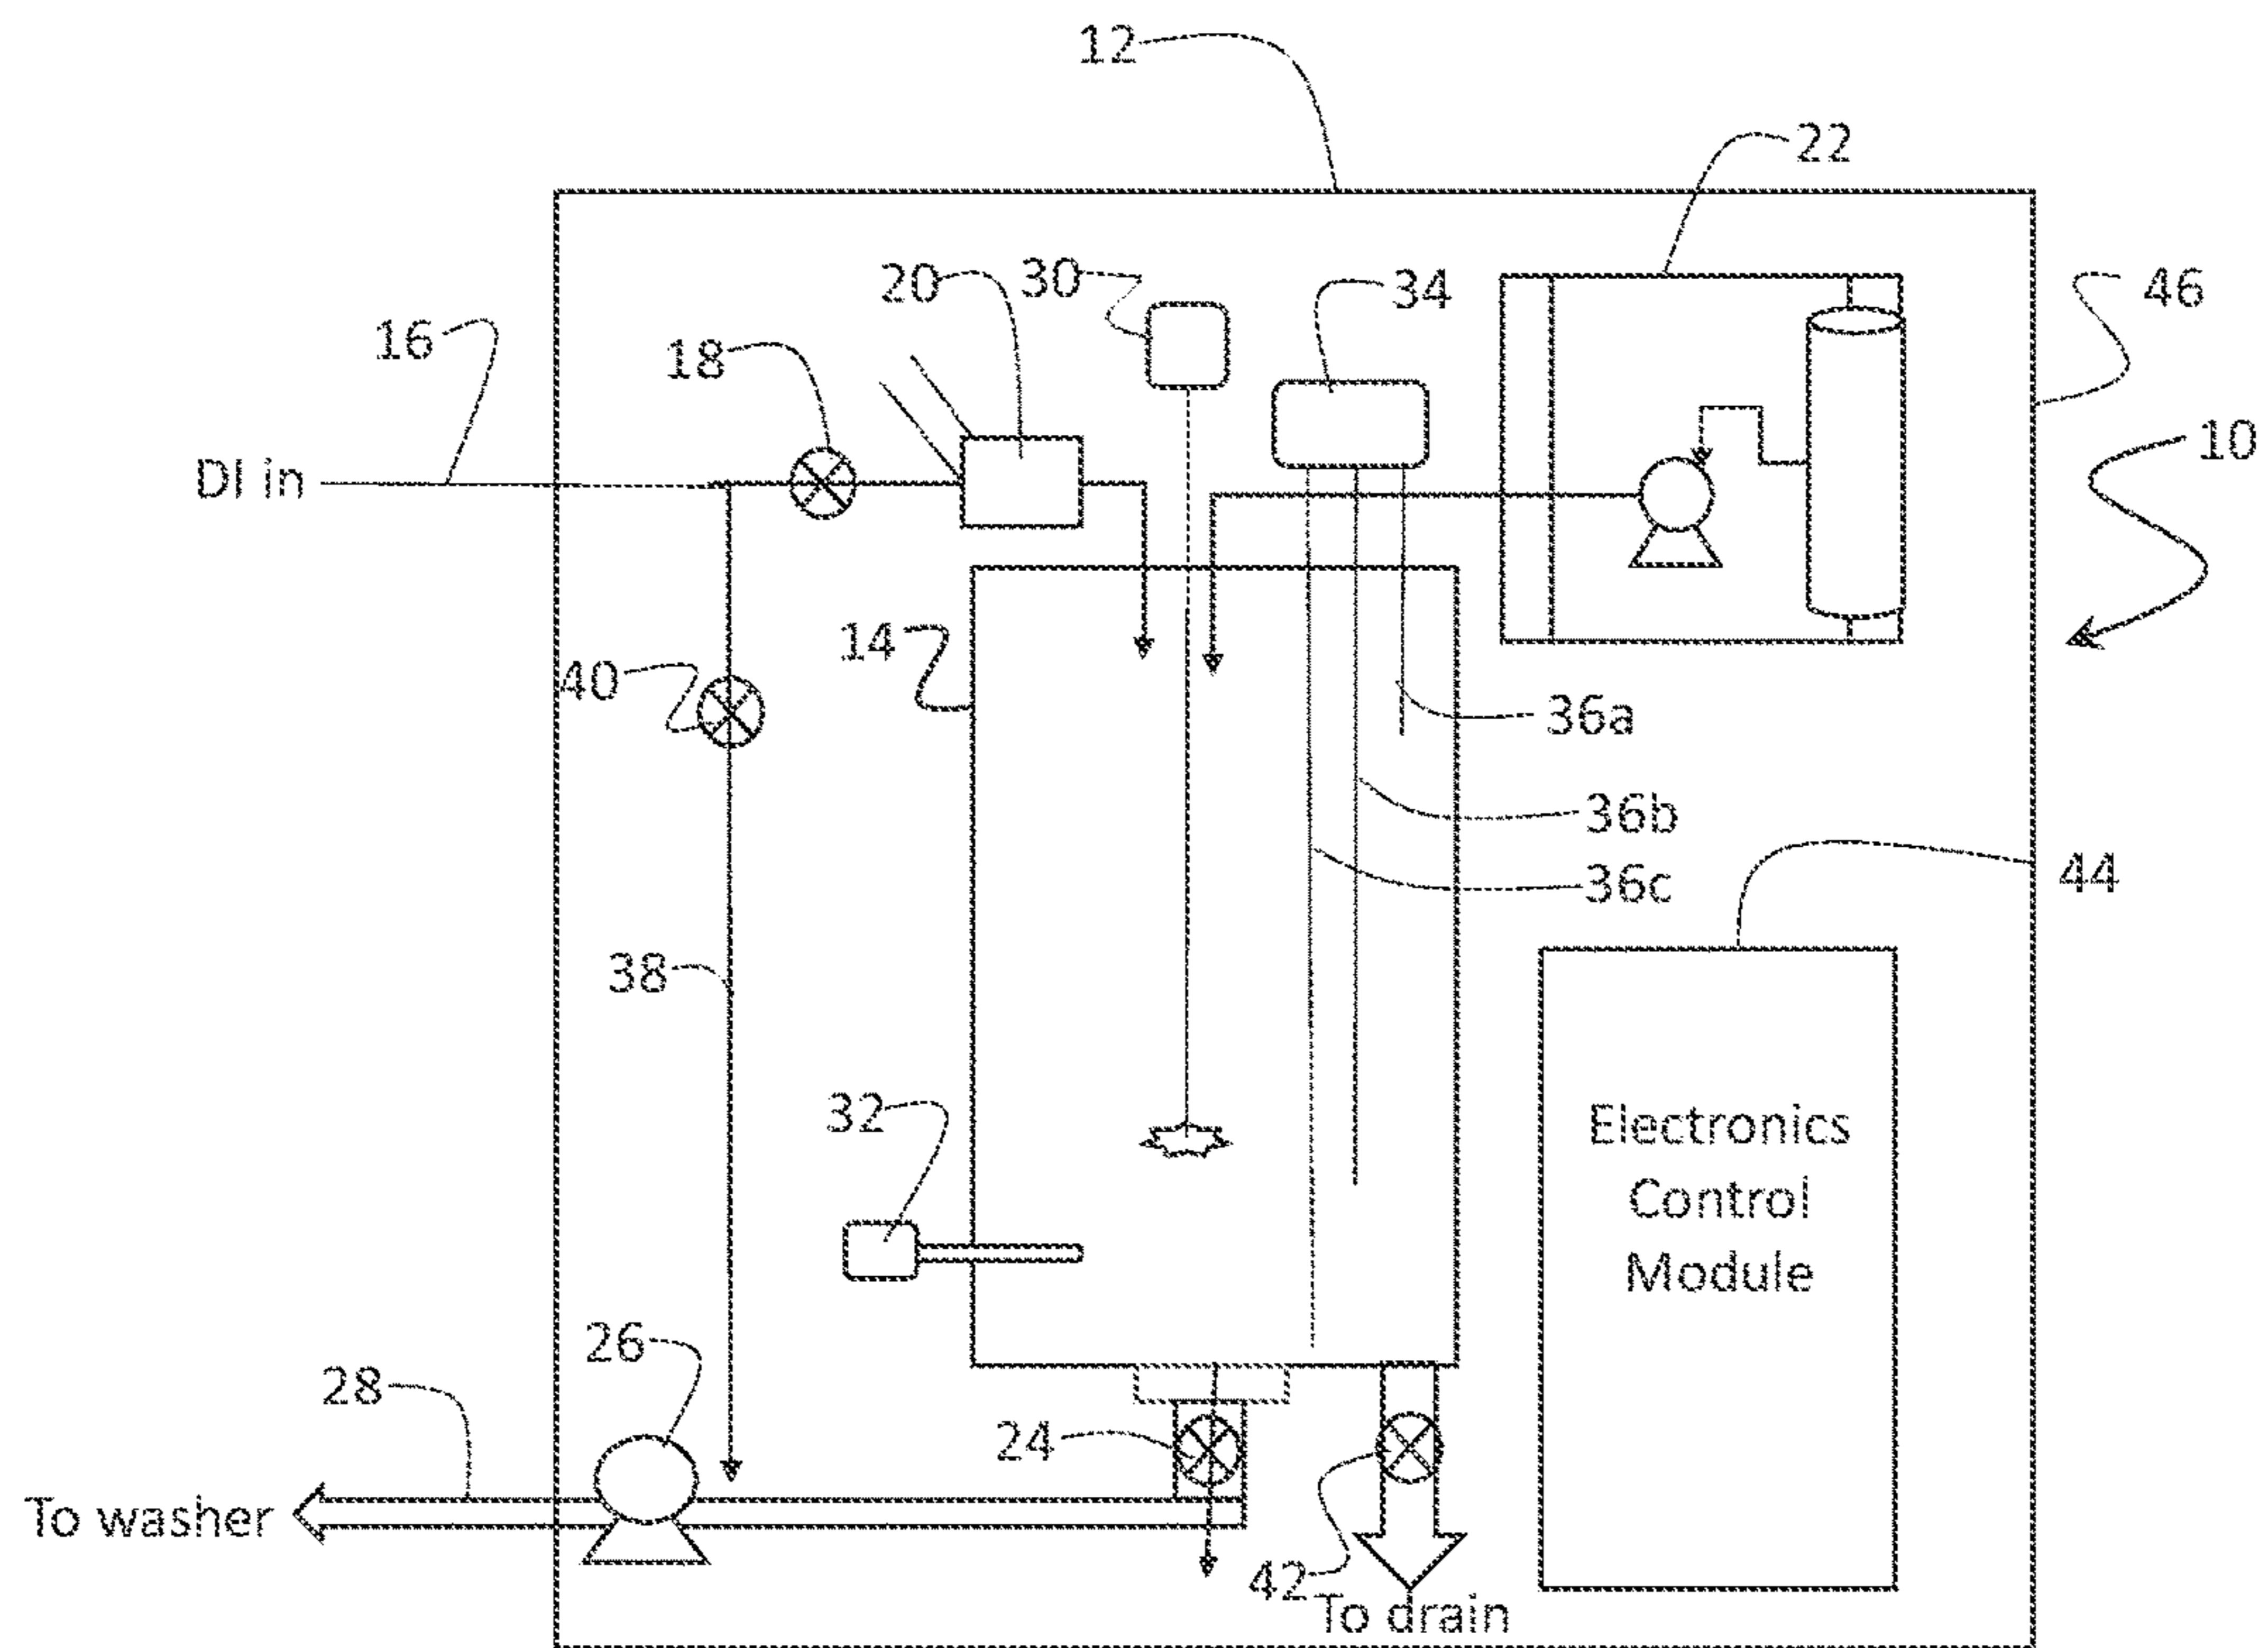 12
22
20
30
34
46
16
18
10
DI in
14
40
36a
36b
36c
44
38
32
Electronics
Control
Module
26
28
24
To washer
42
To drain